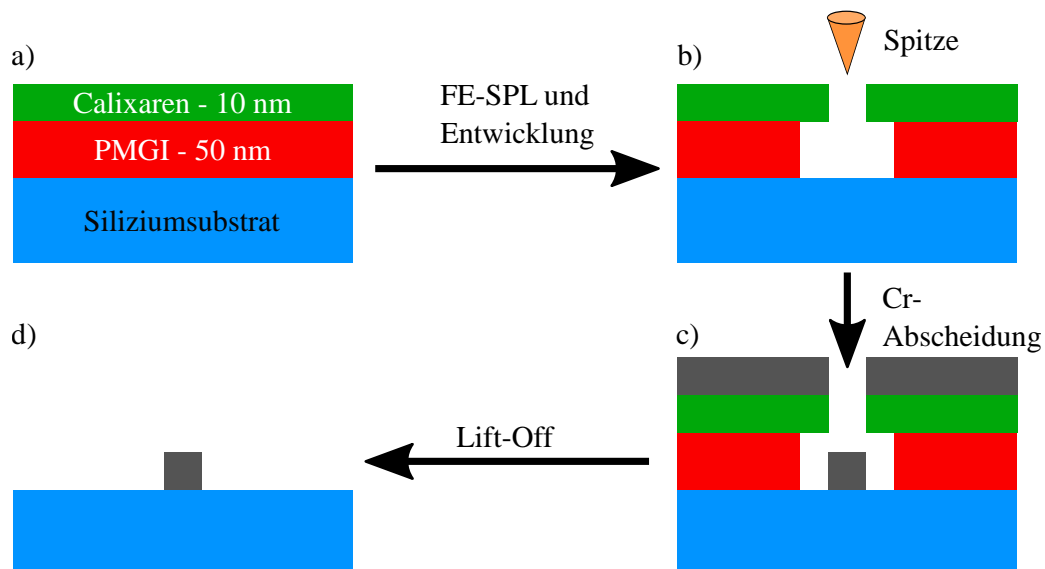 a)
Calixaren - 10 nm
PMGI - 50 nm
Siliziumsubstrat
FE-SPL und
Entwicklung
b)
Spitze
Cr-
Abscheidung
c)
Lift-Off
d)